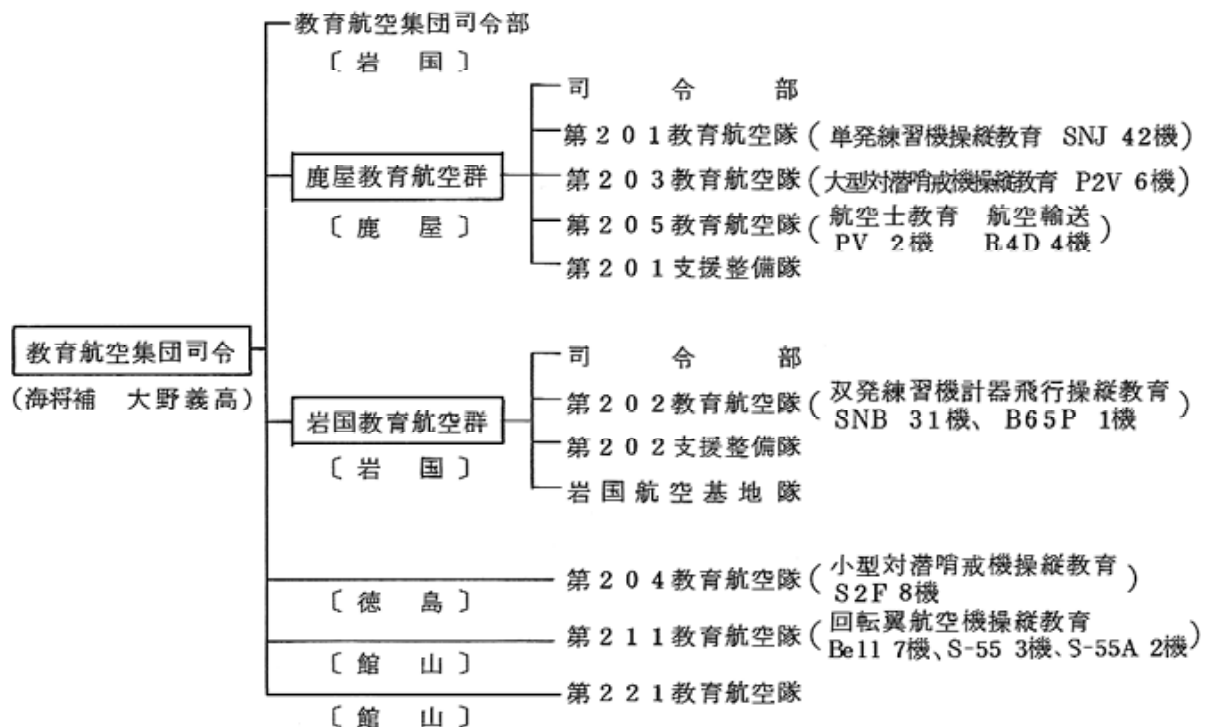 教育航空集団司令部
〔岩　国〕
司　令　部
第201教育航空隊(単発練習機操縦教育 SNJ 42機)
鹿屋教育航空群
第203教育航空隊(大型対潜哨戒機操縦教育 P2V 6機)
〔鹿　屋〕
第205教育航空隊(航空士教育 航空輸送
PV 2機 R4D 4機)
第201支援整備隊
教育航空集団司令
(海将補　大野義高)
司　令　部
岩国教育航空群
第202教育航空隊(双発練習機計器飛行操縦教育
SNB 31機、B65P 1機)
〔岩　国〕
第202支援整備隊
岩国航空基地隊
〔徳　島〕
第204教育航空隊(小型対潜哨戒機操縦教育
S2F 8機)
〔館　山〕
第211教育航空隊(回転翼航空機操縦教育
Bell 7機、S-55 3機、S-55A 2機)
〔館　山〕
第221教育航空隊